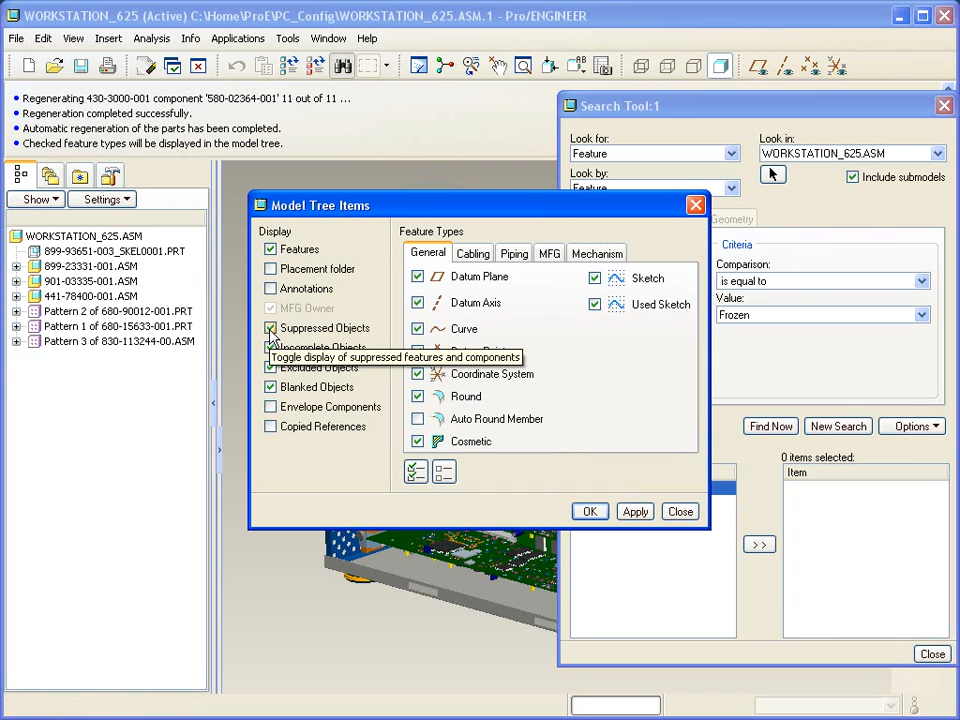 WORKSTATION_625 (Active) C:\Home\ProE\PC_Config\WORKSTATION_625.ASM.1 - Pro/ENGINEER
File Edit View Insert Analysis Info Applications Tools Window Help
Regenerating 430-3000-001 component '580-02364-001' 11 out of 11 ...
Regeneration completed successfully.
Automatic regeneration of the parts has been completed.
Checked feature types will be displayed in the model tree.
Show Settings
WORKSTATION_625.ASM
899-93651-003_SKEL0001.PRT
899-23331-001.ASM
901-03335-001.ASM
441-78400-001.ASM
Pattern 2 of 680-90012-001.PRT
Pattern 1 of 680-15633-001.PRT
Pattern 3 of 830-113244-00.ASM
Search Tool:1
Look for:
Feature
Look by:
Feature
Look in:
WORKSTATION_625.ASM
Include submodels
Geometry
Criteria
Comparison:
is equal to
Value:
Frozen
Find Now New Search Options
0 items selected:
Item
>>
Close
Model Tree Items
Display
Features
Placement folder
Annotations
MFG Owner
Suppressed Objects
Incomplete Objects
Toggle display of suppressed features and components
Excluded Objects
Blanked Objects
Envelope Components
Copied References
Feature Types
General Cabling Piping MFG Mechanism
Datum Plane
Datum Axis
Curve
Coordinate System
Round
Auto Round Member
Cosmetic
Sketch
Used Sketch
OK Apply Close